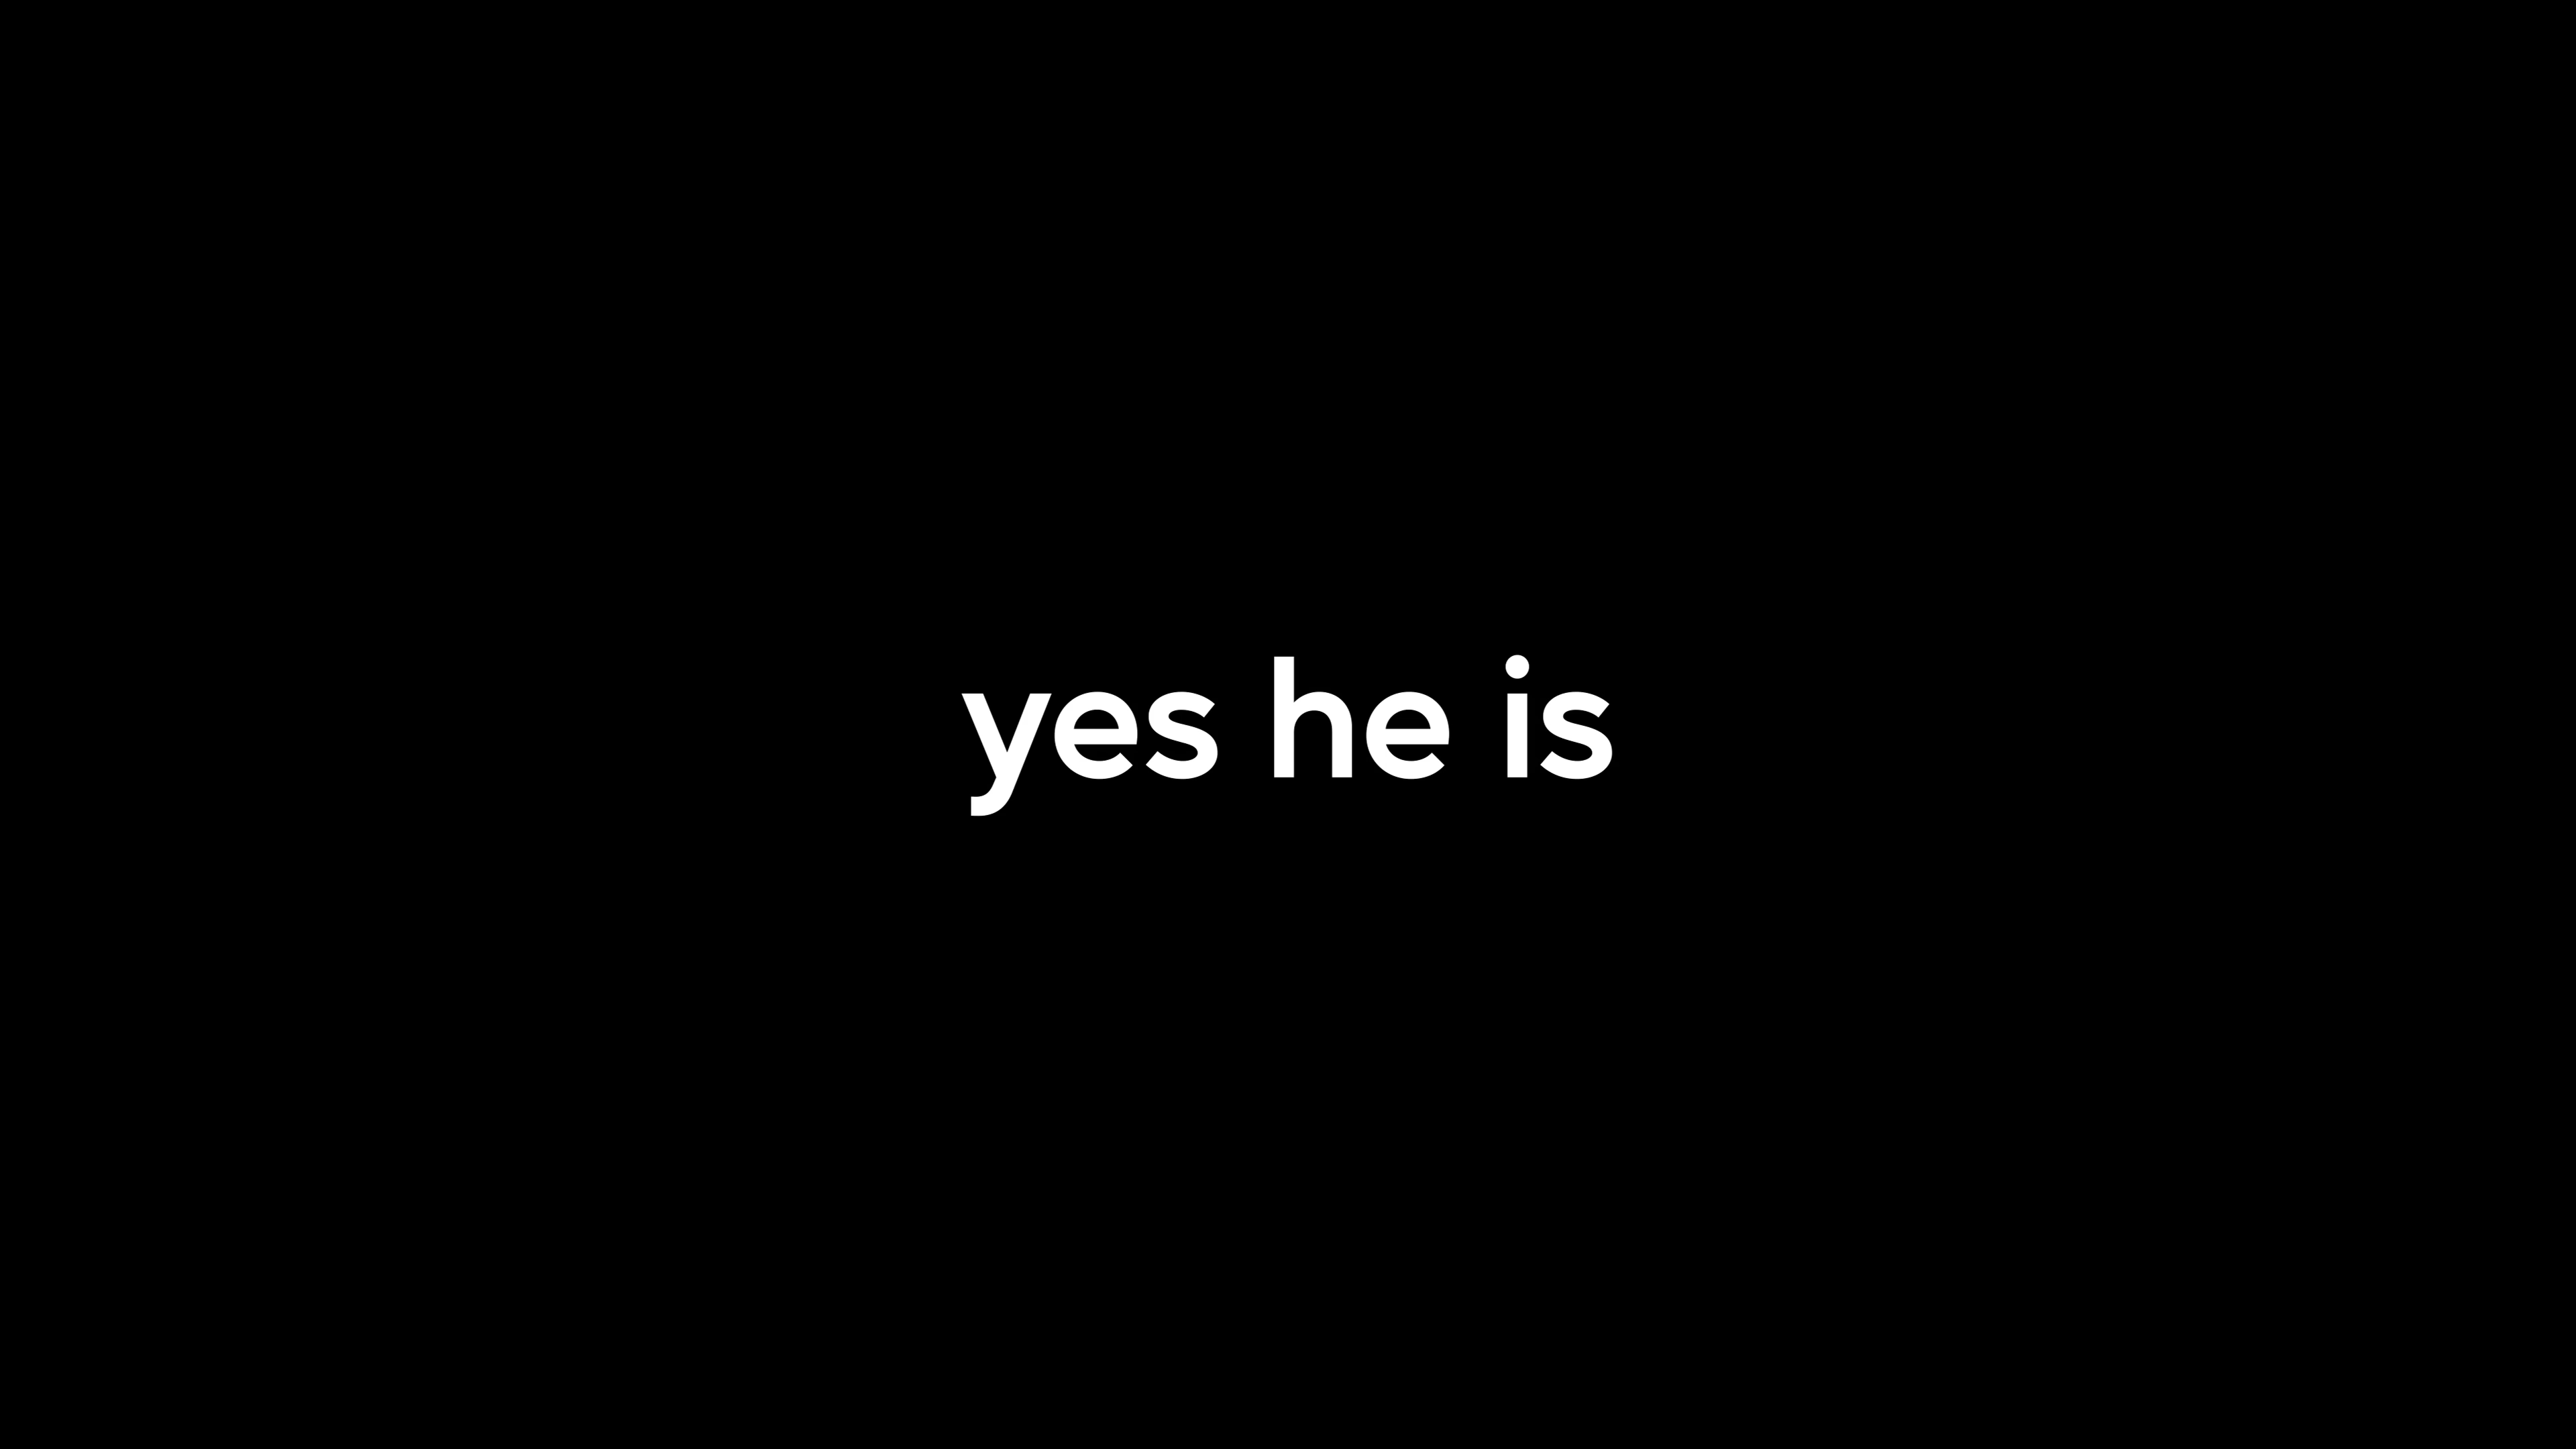 yes he is